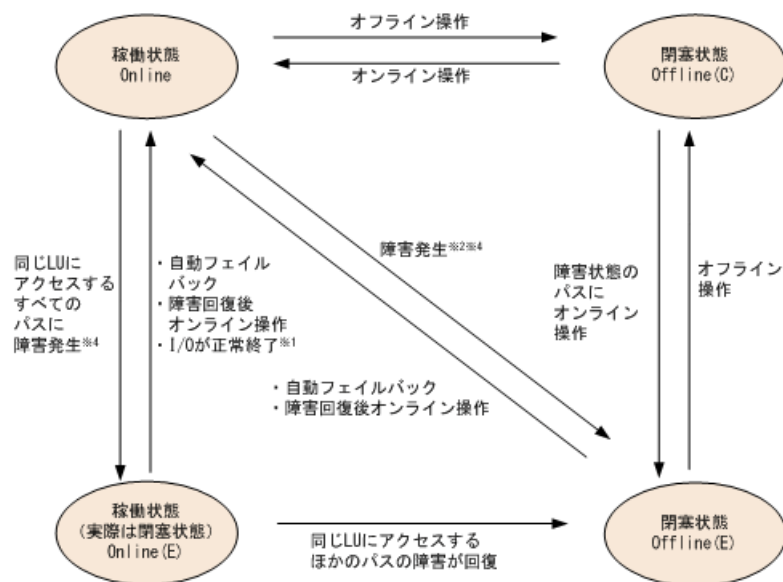 オフライン操作
稼働状態
Online
閉塞状態
Offline(C)
オンライン操作
同じLUに
アクセスする
すべての
パスに
障害発生※4
・自動フェイル
バック
・障害回復後
オンライン操作
・I/Oが正常終了※1
障害発生※2※4
障害状態の
パスに
オンライン
操作
オフライン
操作
・自動フェイルバック
・障害回復後オンライン操作
稼働状態
(実際は閉塞状態)
Online(E)
同じLUにアクセスする
ほかのパスの障害が回復
閉塞状態
Offline(E)